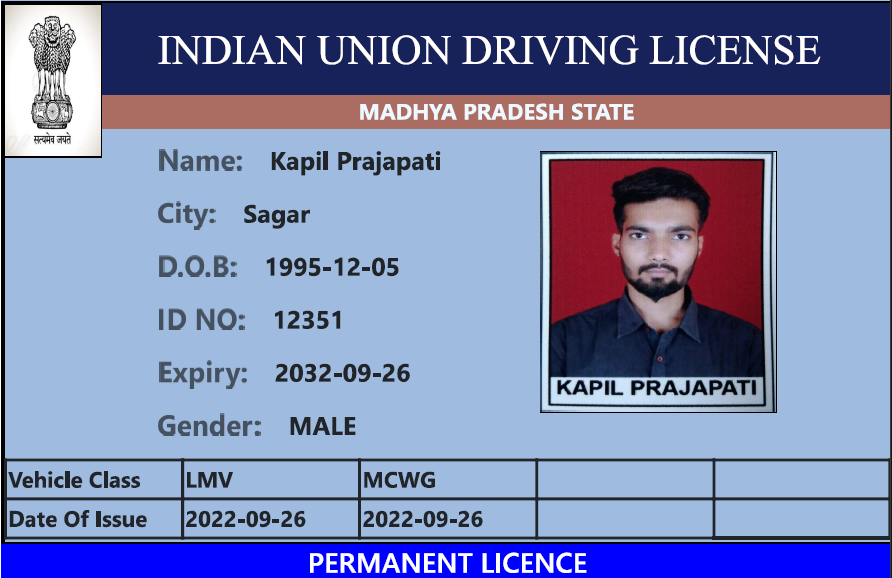 सत्यमेव जयते
INDIAN UNION DRIVING LICENSE
MADHYA PRADESH STATE
Name: Kapil Prajapati
City: Sagar
D.O.B: 1995-12-05
ID NO: 12351
Expiry: 2032-09-26
Gender: MALE
KAPIL PRAJAPATI
Vehicle Class LMV MCWG
Date Of Issue 2022-09-26 2022-09-26
PERMANENT LICENCE